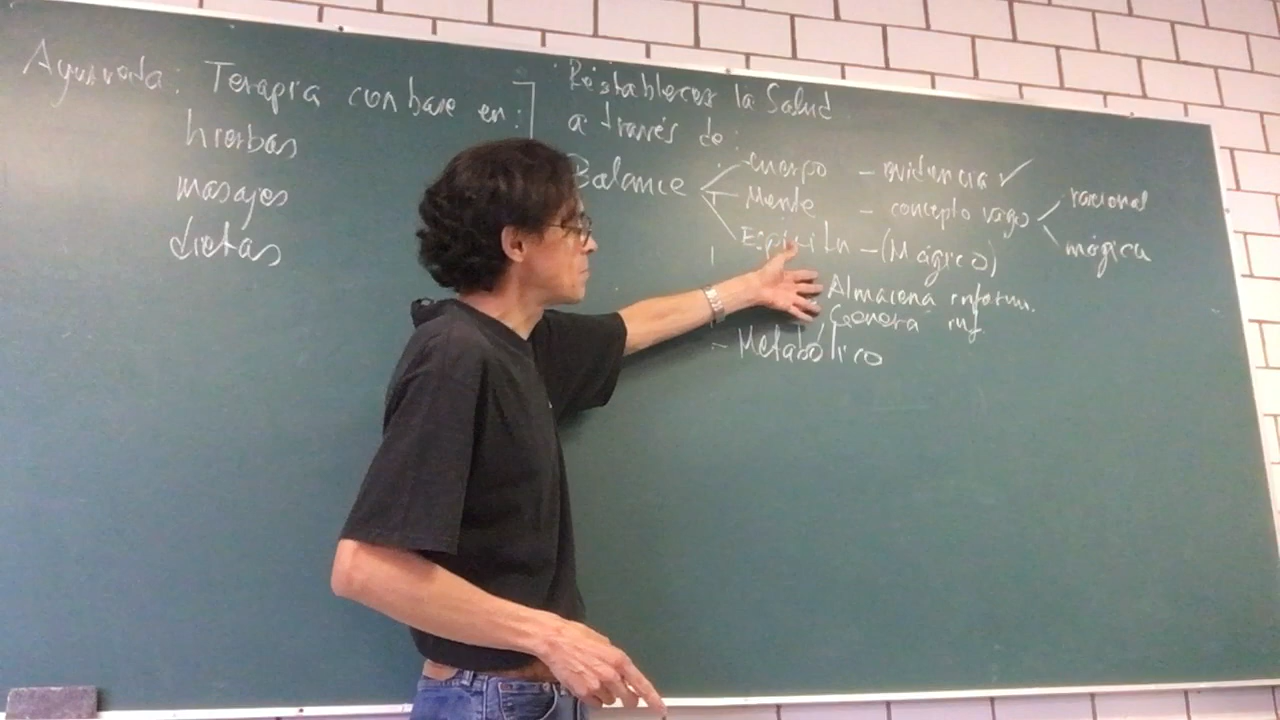 Ayurveda: Terapia con base en:
hierbas
masajes
dietas
Restablecer la Salud
a través de:
Balance
cuerpo - evidencia ✓
Mente - concepto vago
racional
mágica
Espíritu - (Mágico)
Almacena inform.
Genera inf.
- Metabólico